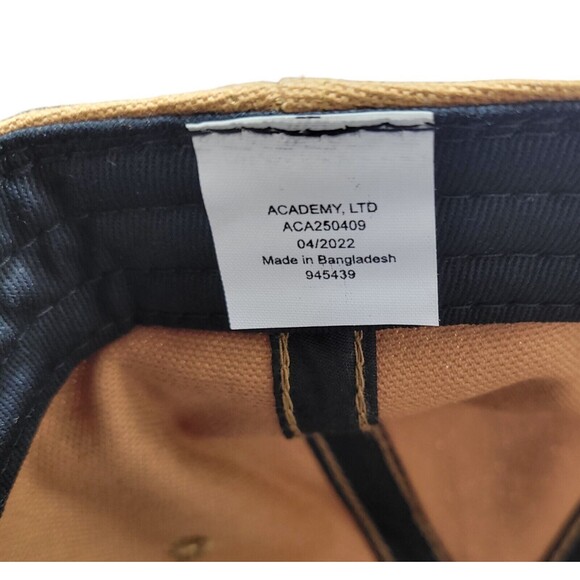 ACADEMY, LTD
ACA250409
04/2022
Made in Bangladesh
945439